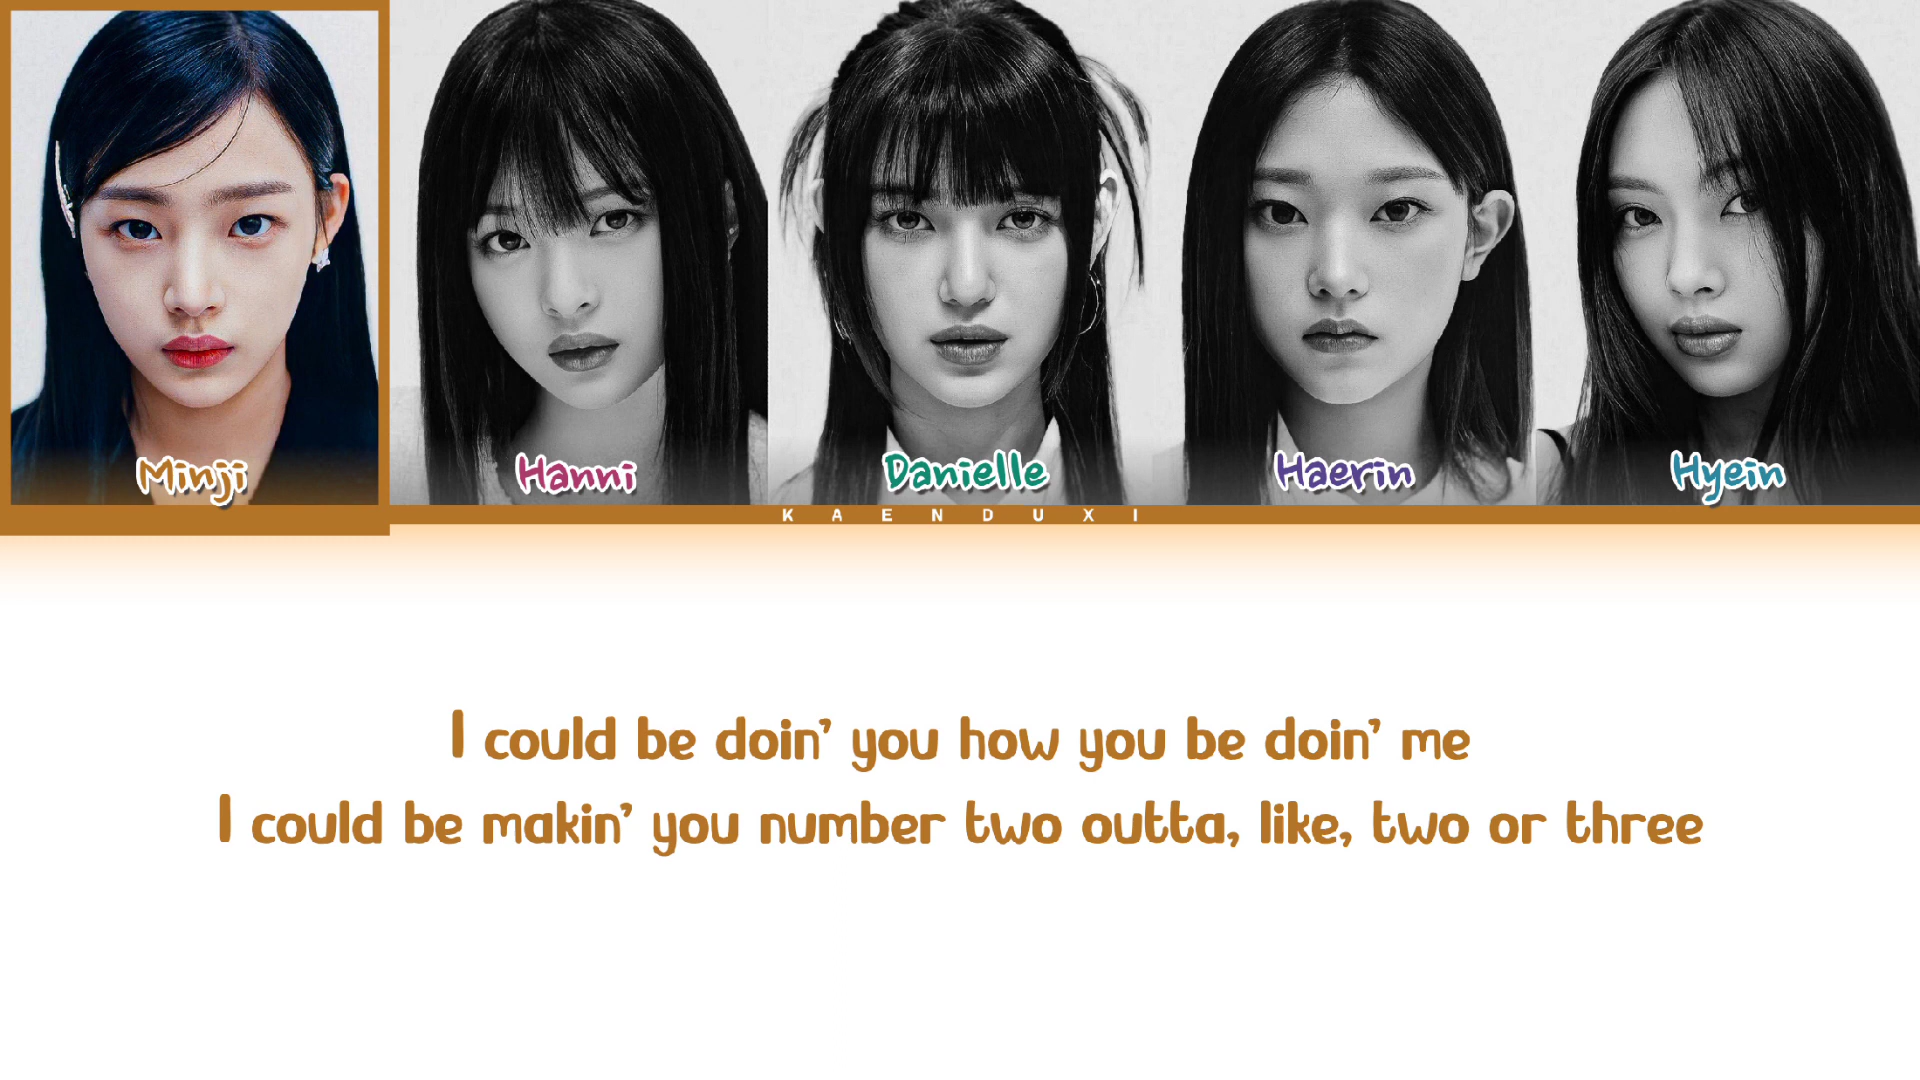 Minji
Hanni
Danielle
Haerin
Hyein
KAENDUXI
I could be doin' you how you be doin' me
I could be makin' you number two outta, like, two or three